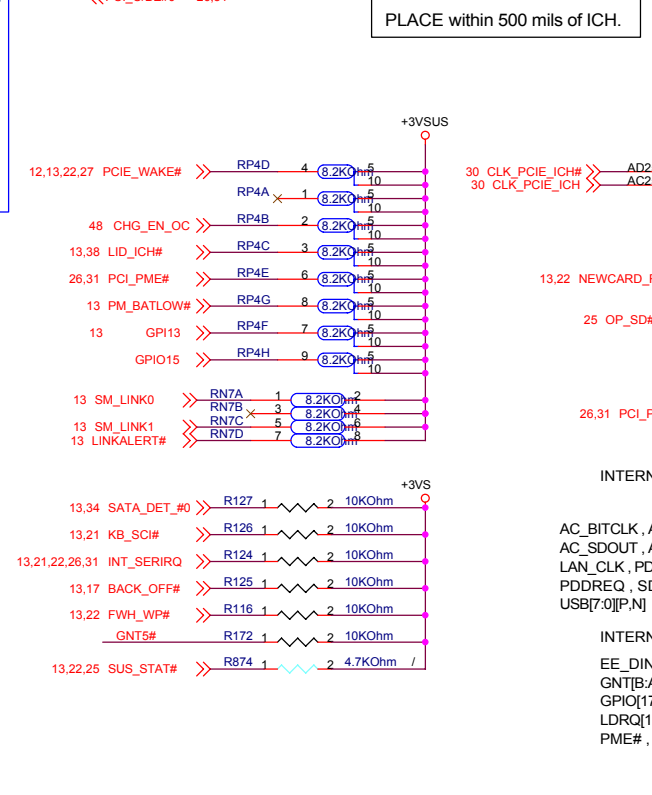 PLACE within 500 mils of ICH.
+3VSUS
12,13,22,27 PCIE_WAKE# RP4D 4 8.2KOhm 5
10
RP4A 1 8.2KOhm 5
10
48 CHG_EN_OC RP4B 2 8.2KOhm 5
10
13,38 LID_ICH# RP4C 3 8.2KOhm 5
10
26,31 PCI_PME# RP4E 6 8.2KOhm 5
10
13 PM_BATLOW# RP4G 8 8.2KOhm 5
10
13 GPI13 RP4F 7 8.2KOhm 5
10
GPIO15 RP4H 9 8.2KOhm 5
10
13 SM_LINK0 RN7A 1 8.2KOhm 2
RN7B 3 8.2KOhm 4
13 SM_LINK1 RN7C 5 8.2KOhm 6
13 LINKALERT# RN7D 7 8.2KOhm 8
+3VS
13,34 SATA_DET_#0 R127 1 2 10KOhm
13,21 KB_SCI# R126 1 2 10KOhm
13,21,22,26,31 INT_SERIRQ R124 1 2 10KOhm
13,17 BACK_OFF# R125 1 2 10KOhm
13,22 FWH_WP# R116 1 2 10KOhm
GNT5# R172 1 2 10KOhm
13,22,25 SUS_STAT# R874 1 2 4.7KOhm /
30 CLK_PCIE_ICH# AD2
30 CLK_PCIE_ICH AC2
13,22 NEWCARD_
25 OP_SD#
26,31 PCI_
INTERN
AC_BITCLK , A
AC_SDOUT , A
LAN_CLK , PD
PDDREQ , SD
USB[7:0][P,N]
INTERN
EE_DIN
GNT[B:A
GPIO[17
LDRQ[1
PME# ,